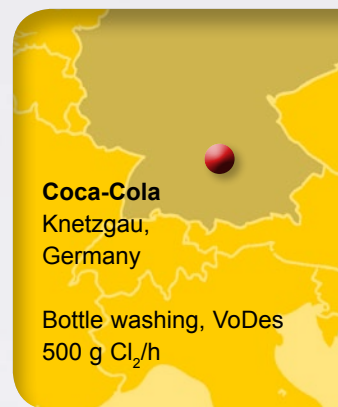 Coca-Cola
Knetzgau,
Germany
Bottle washing, VoDes
500 g Cl₂/h